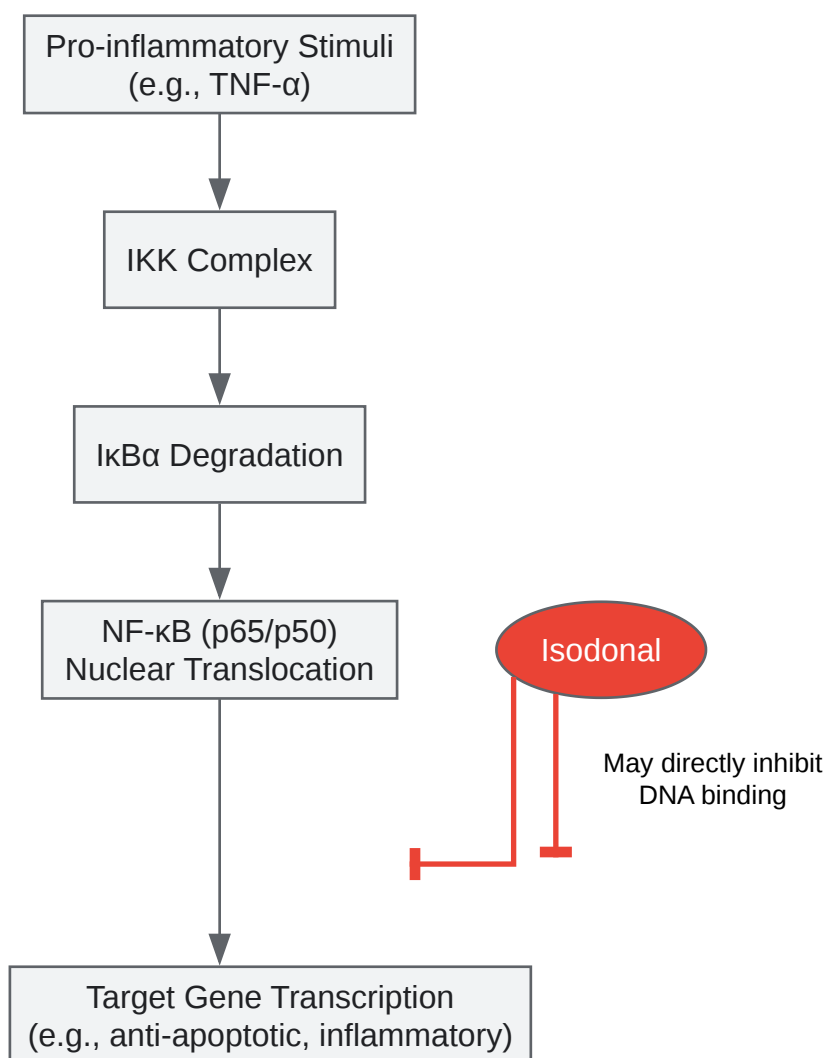 Pro-inflammatory Stimuli
(e.g., TNF-α)
IKK Complex
IκBα Degradation
NF-κB (p65/p50)
Nuclear Translocation
Isodonal
May directly inhibit
DNA binding
Target Gene Transcription
(e.g., anti-apoptotic, inflammatory)